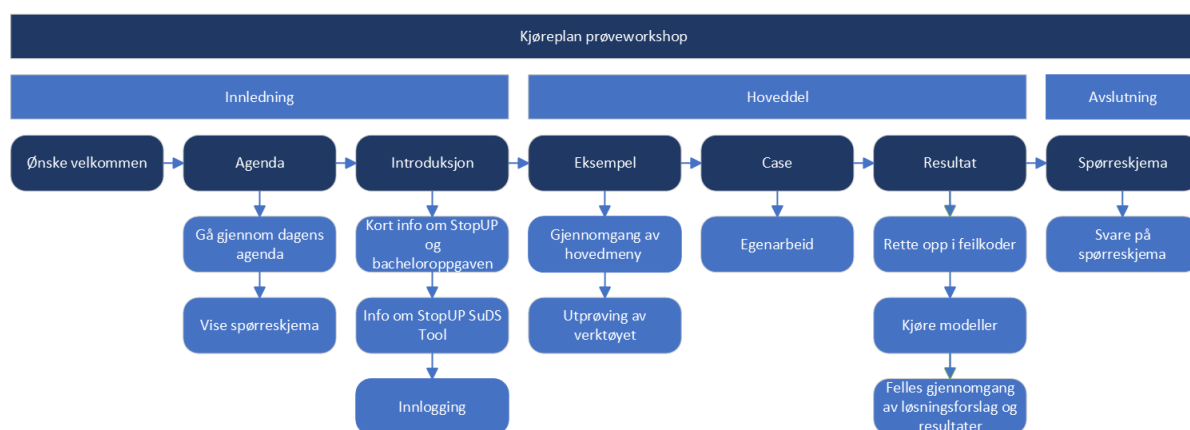 Kjøreplan prøveworkshop
Innledning
Hoveddel
Avslutning
Ønske velkommen
Agenda
Introduksjon
Eksempel
Case
Resultat
Spørreskjema
Gå gjennom dagens
agenda
Kort info om StopUP
og
bacheloroppgaven
Gjennomgang av
hovedmeny
Egenarbeid
Rette opp i feilkoder
Svare på
spørreskjema
Vise spørreskjema
Info om StopUP SuDS
Tool
Utprøving av
verktøyet
Kjøre modeller
Innlogging
Felles gjennomgang
av løsningsforslag og
resultater